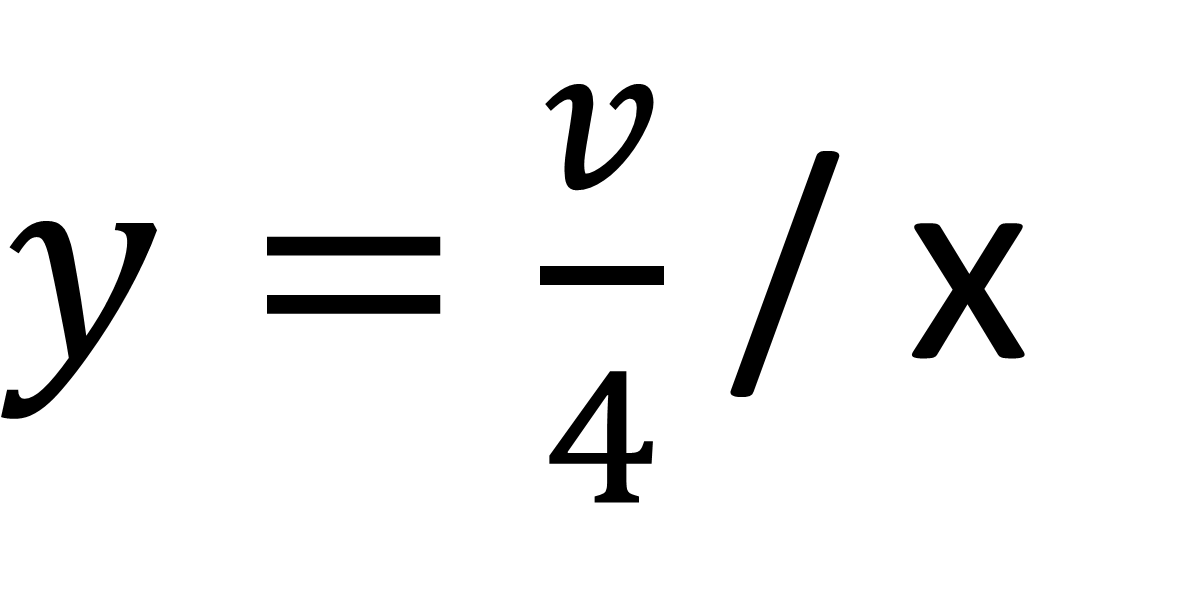 y = v/4 / x